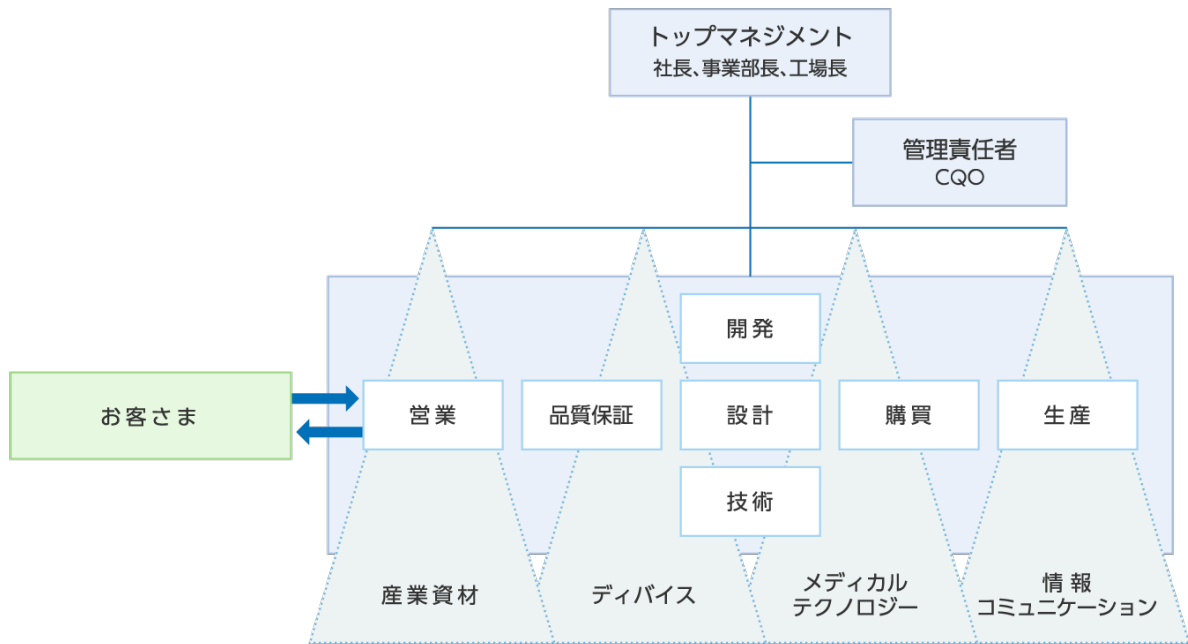 トップマネジメント
社長、事業部長、工場長
管理責任者
CQO
開発
お客さま
営業
品質保証
設計
購買
生産
技術
産業資材
ディバイス
メディカル
テクノロジー
情報
コミュニケーション